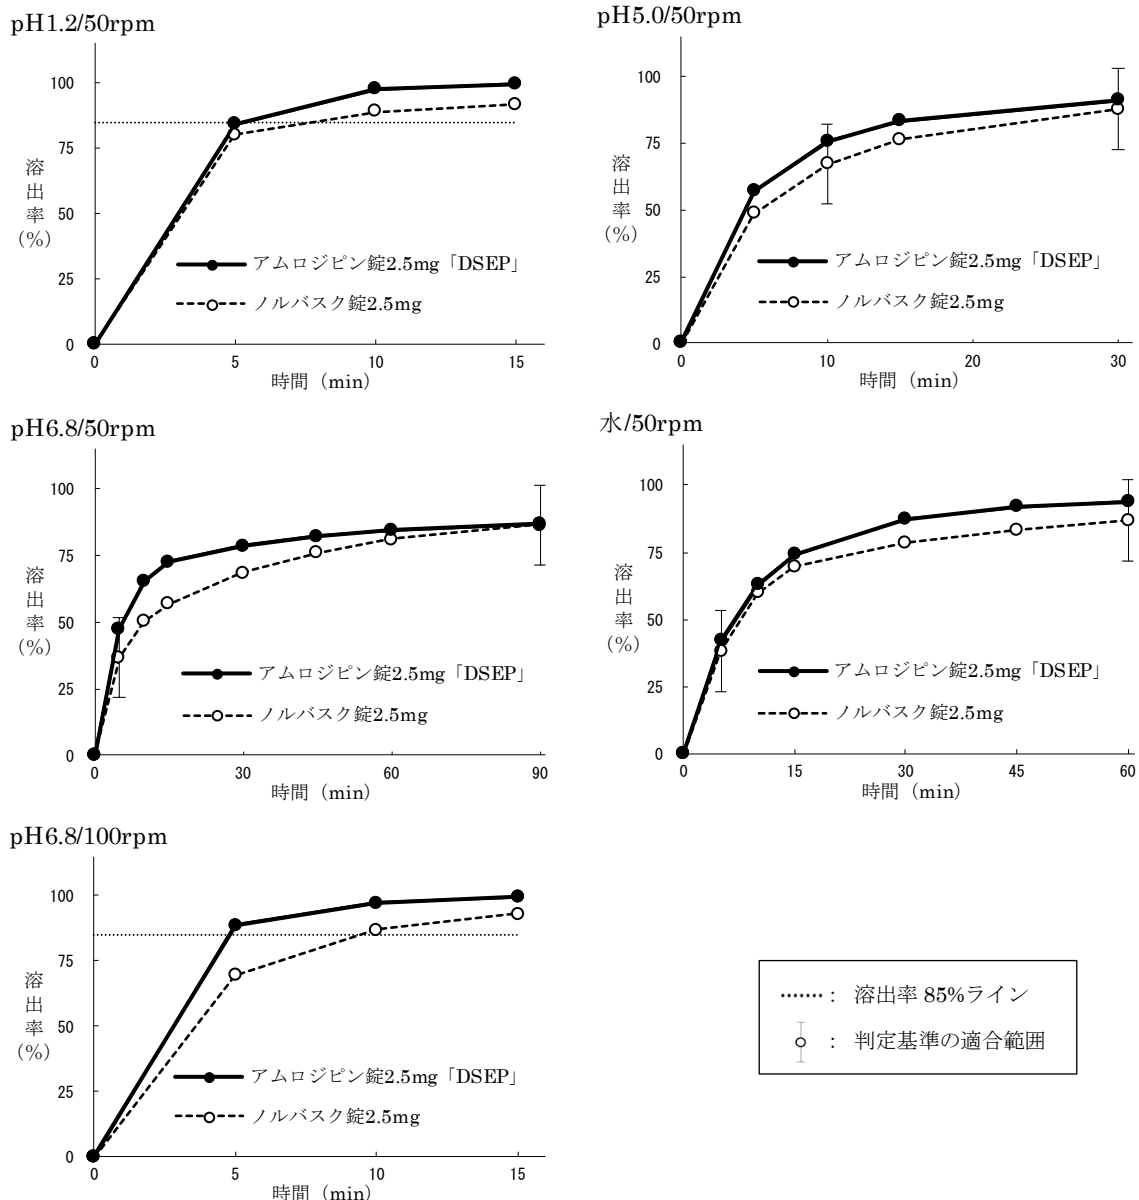 pH1.2/50rpm
100
75
50
25
0
溶出率(%)
アムロジピン錠2.5mg「DSEP」
ノルバスク錠2.5mg
0 5 10 15
時間（min）
pH5.0/50rpm
100
75
50
25
0
溶出率(%)
アムロジピン錠2.5mg「DSEP」
ノルバスク錠2.5mg
0 10 20 30
時間（min）
pH6.8/50rpm
100
75
50
25
0
溶出率(%)
アムロジピン錠2.5mg「DSEP」
ノルバスク錠2.5mg
0 30 60 90
時間（min）
水/50rpm
100
75
50
25
0
溶出率(%)
アムロジピン錠2.5mg「DSEP」
ノルバスク錠2.5mg
0 15 30 45 60
時間（min）
pH6.8/100rpm
100
75
50
25
0
溶出率(%)
アムロジピン錠2.5mg「DSEP」
ノルバスク錠2.5mg
0 5 10 15
時間（min）
： 溶出率 85%ライン
： 判定基準の適合範囲